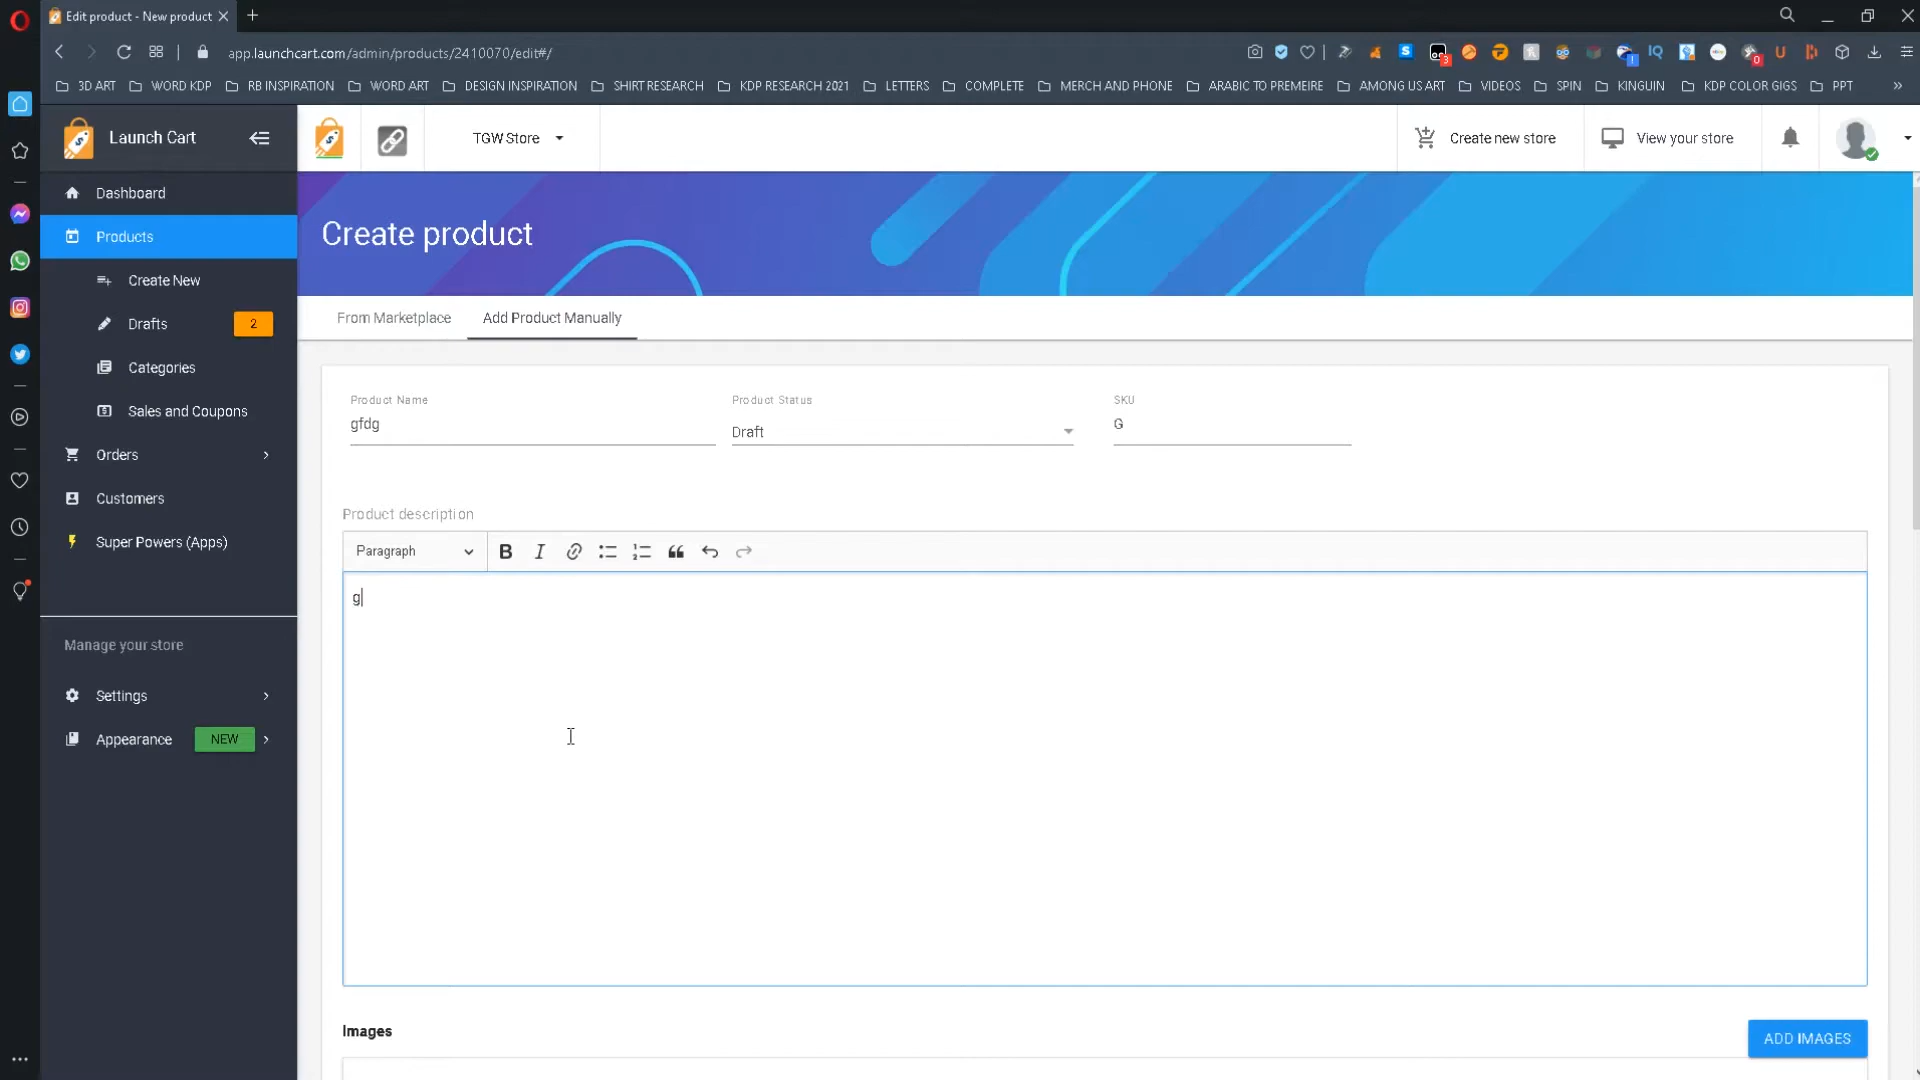 Edit product - New product
app.launchcart.com/admin/products/2410070/edit#/
3D ART
WORD KDP
RB INSPIRATION
WORD ART
DESIGN INSPIRATION
SHIRT RESEARCH
KDP RESEARCH 2021
LETTERS
COMPLETE
MERCH AND PHONE
ARABIC TO PREMEIRE
AMONG US ART
VIDEOS
SPIN
KINGUIN
KDP COLOR GIGS
PPT
Launch Cart
TGW Store
Create new store
View your store
Dashboard
Products
Create New
Drafts
2
Categories
Sales and Coupons
Orders
Customers
Super Powers (Apps)
Manage your store
Settings
Appearance
NEW
Create product
From Marketplace
Add Product Manually
Product Name
gfdg
Product Status
Draft
SKU
G
Product description
Paragraph
B
I
g
Images
ADD IMAGES